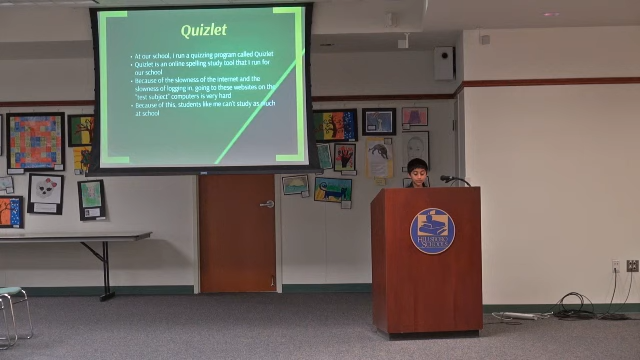 Quizlet
• At our school, I run a quizzing program called Quizlet
• Quizlet is an online spelling study tool that I run for
our school
• Because of the slowness of the internet and the
slowness of logging in, going to these websites on the
"test subject" computers is very hard
• Because of this, students like me can't study as much
at school
HILLSBORO
SCHOOLS